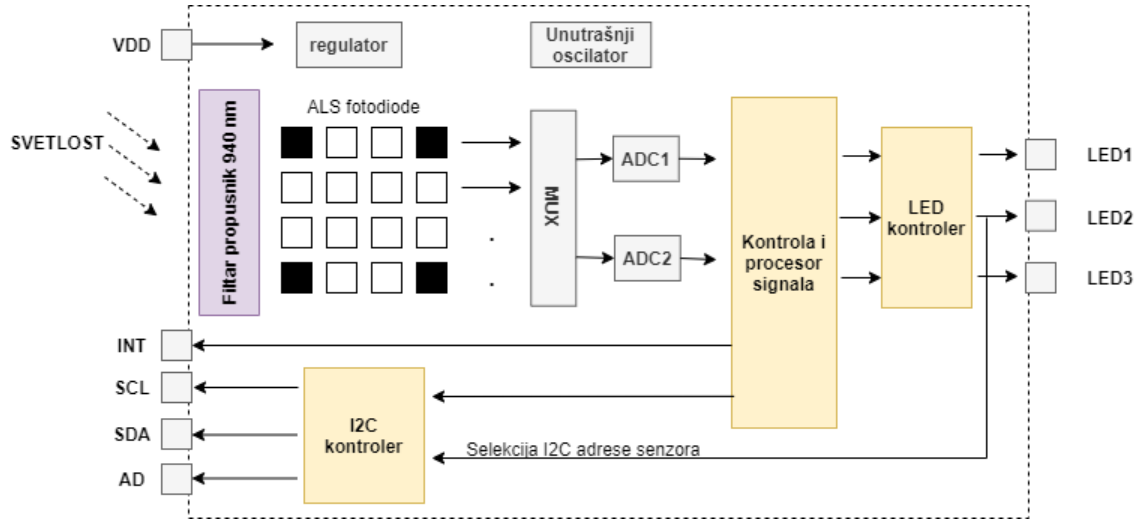 VDD
regulator
Unutrašnji
oscilator
SVETLOST
Filtar propusnik 940 nm
ALS fotodiode
MUX
ADC1
ADC2
Kontrola i
procesor
signala
LED
kontroler
LED1
LED2
LED3
INT
SCL
SDA
AD
I2C
kontroler
Selekcija I2C adrese senzora